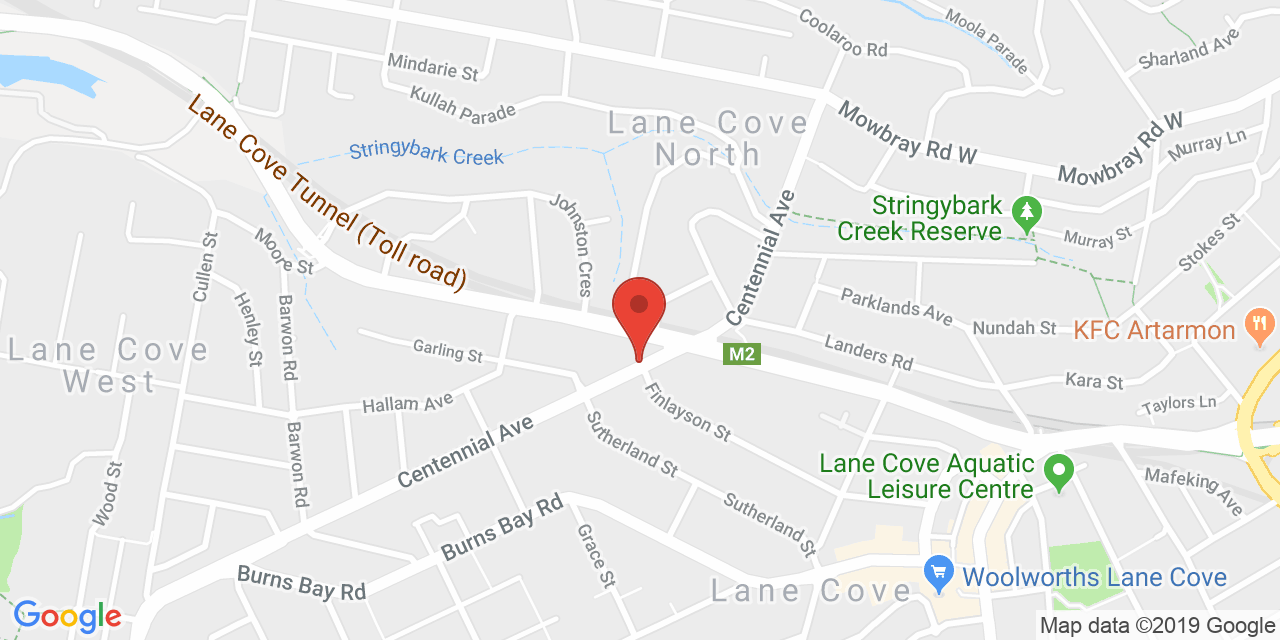 Coolaroo Rd
Moola Parade
Sharland Ave
Mindarie St
Kullah Parade
Lane Cove
North
Mowbray Rd W
Mowbray Rd W
Murray Ln
Lane Cove Tunnel (Toll road)
Stringybark Creek
Johnston Cres
Centennial Ave
Stringybark
Creek Reserve
Murray St
Stokes St
Cullen St
Moore St
Henley St
Barwon Rd
Parklands Ave
Nundah St
KFC Artarmon
Lane Cove
West
Garling St
M2
Landers Rd
Kara St
Taylors Ln
Hallam Ave
Finlayson St
Barwon Rd
Centennial Ave
Sutherland St
Lane Cove Aquatic
Leisure Centre
Mafeking Ave
Wood St
Burns Bay Rd
Sutherland St
Grace St
Burns Bay Rd
Lane Cove
Woolworths Lane Cove
Google
Map data ©2019 Google